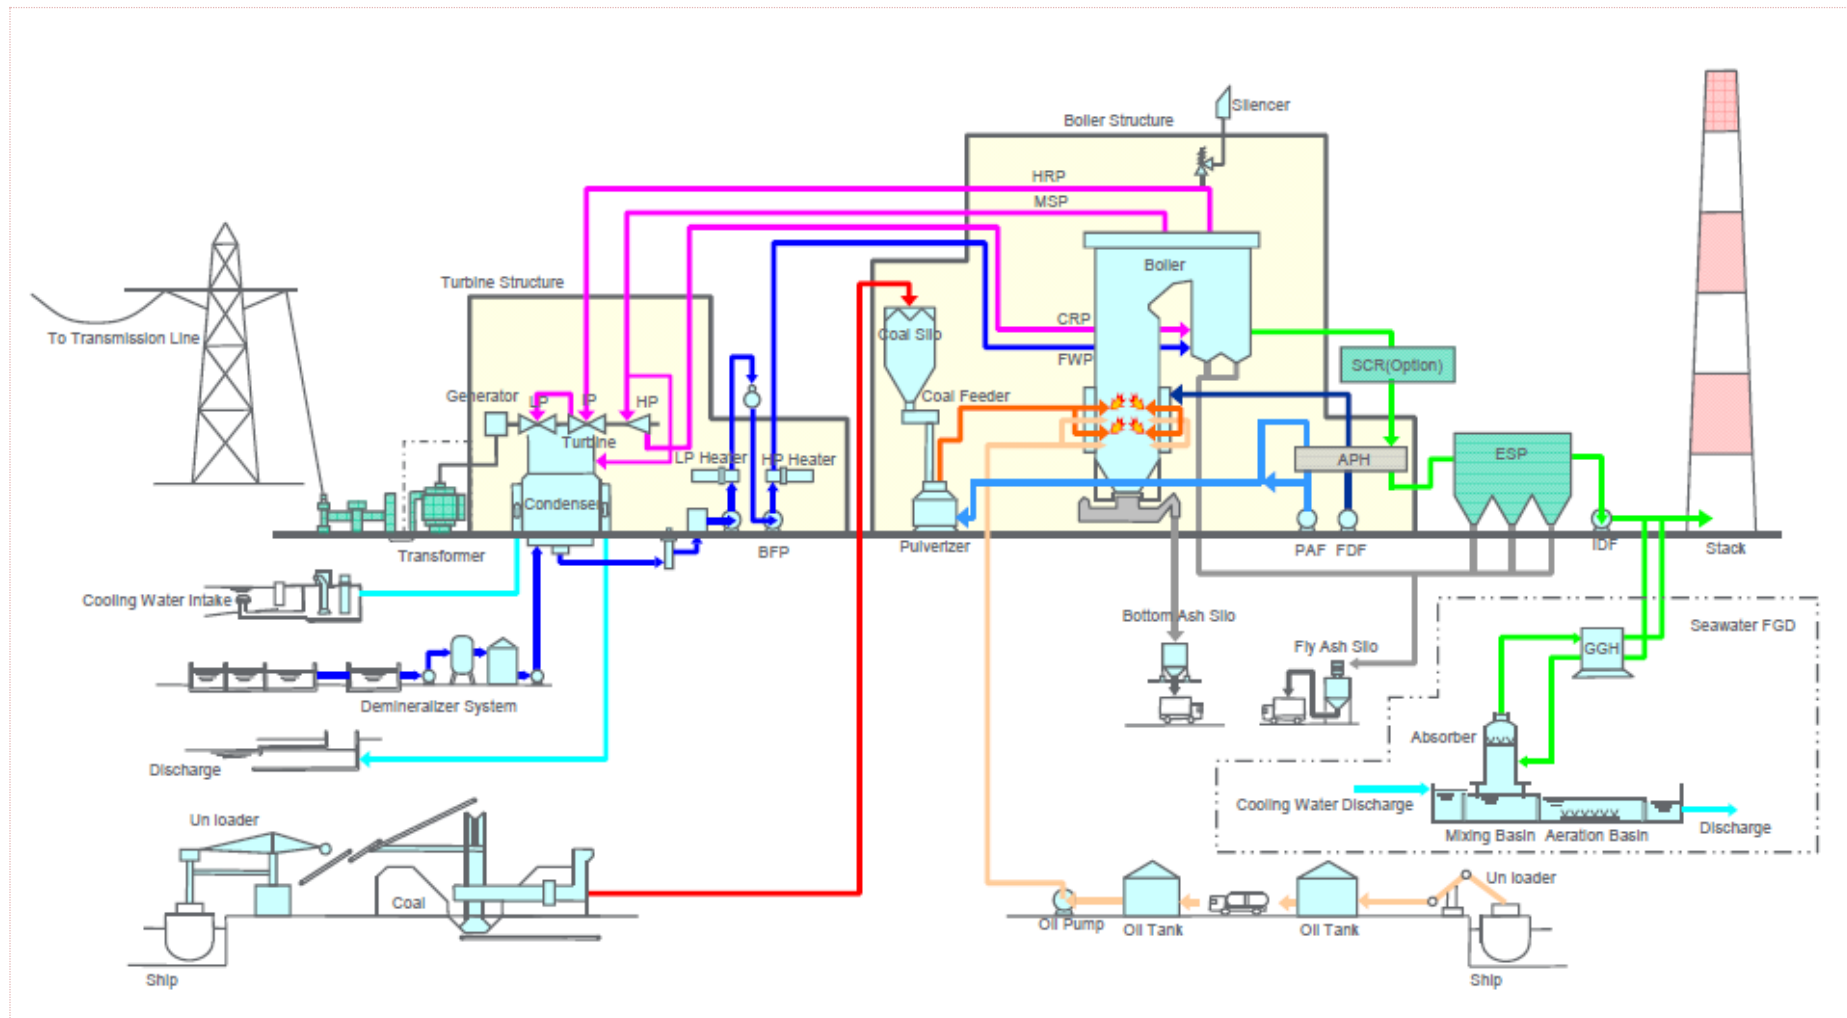 Silencer
Boiler Structure
HRP
MSP
Boiler
Turbine Structure
To Transmission Line
CRP
Coal Silo
FWP
SCR(Option)
Generator
LP
IP
HP
Coal Feeder
Turbine
LP Heater
HP Heater
APH
ESP
Condenser
Transformer
BFP
Pulverizer
PAF
FDF
IDF
Stack
Cooling Water Intake
Bottom Ash Silo
Seawater FGD
Fly Ash Silo
GGH
Demineralizer System
Absorber
Discharge
Cooling Water Discharge
Un loader
Mixing Basin
Aeration Basin
Discharge
Coal
Un loader
Oil Pump
Oil Tank
Oil Tank
Ship
Ship